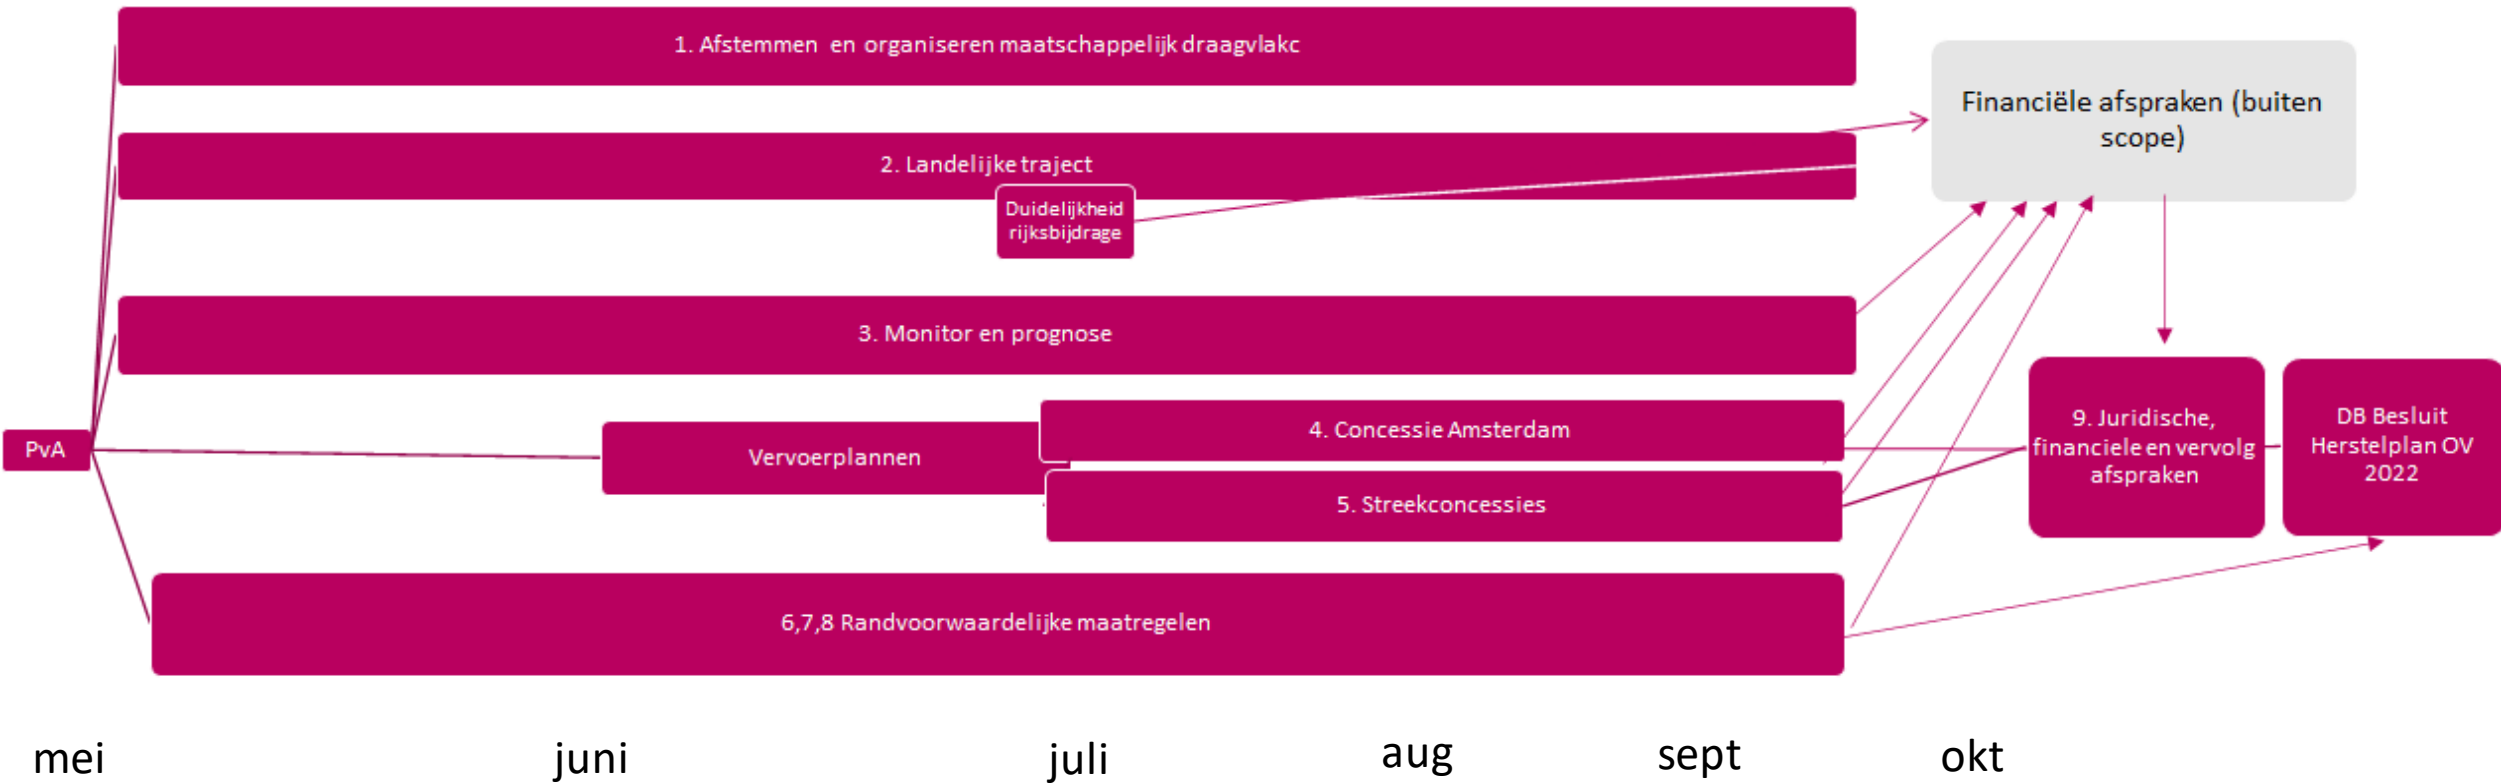 1. Afstemmen en organiseren maatschappelijk draagvlakc
Financiële afspraken (buiten
scope)
2. Landelijke traject
Duidelijkheid
rijksbijdrage
3. Monitor en prognose
PvA
Vervoerplannen
4. Concessie Amsterdam
5. Streekconcessies
9. Juridische,
financiele en vervolg
afspraken
DB Besluit
Herstelplan OV
2022
6,7,8 Randvoorwaardelijke maatregelen
mei juni juli aug sept okt